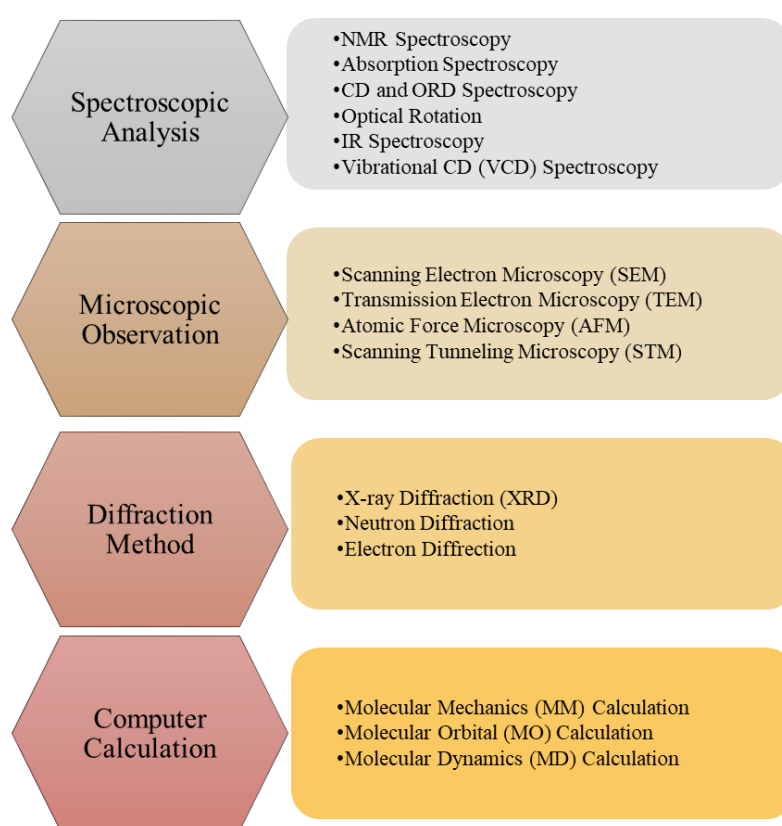 Spectroscopic
Analysis
•NMR Spectroscopy
•Absorption Spectroscopy
•CD and ORD Spectroscopy
•Optical Rotation
•IR Spectroscopy
•Vibrational CD (VCD) Spectroscopy
Microscopic
Observation
•Scanning Electron Microscopy (SEM)
•Transmission Electron Microscopy (TEM)
•Atomic Force Microscopy (AFM)
•Scanning Tunneling Microscopy (STM)
Diffraction
Method
•X-ray Diffraction (XRD)
•Neutron Diffraction
•Electron Diffrection
Computer
Calculation
•Molecular Mechanics (MM) Calculation
•Molecular Orbital (MO) Calculation
•Molecular Dynamics (MD) Calculation